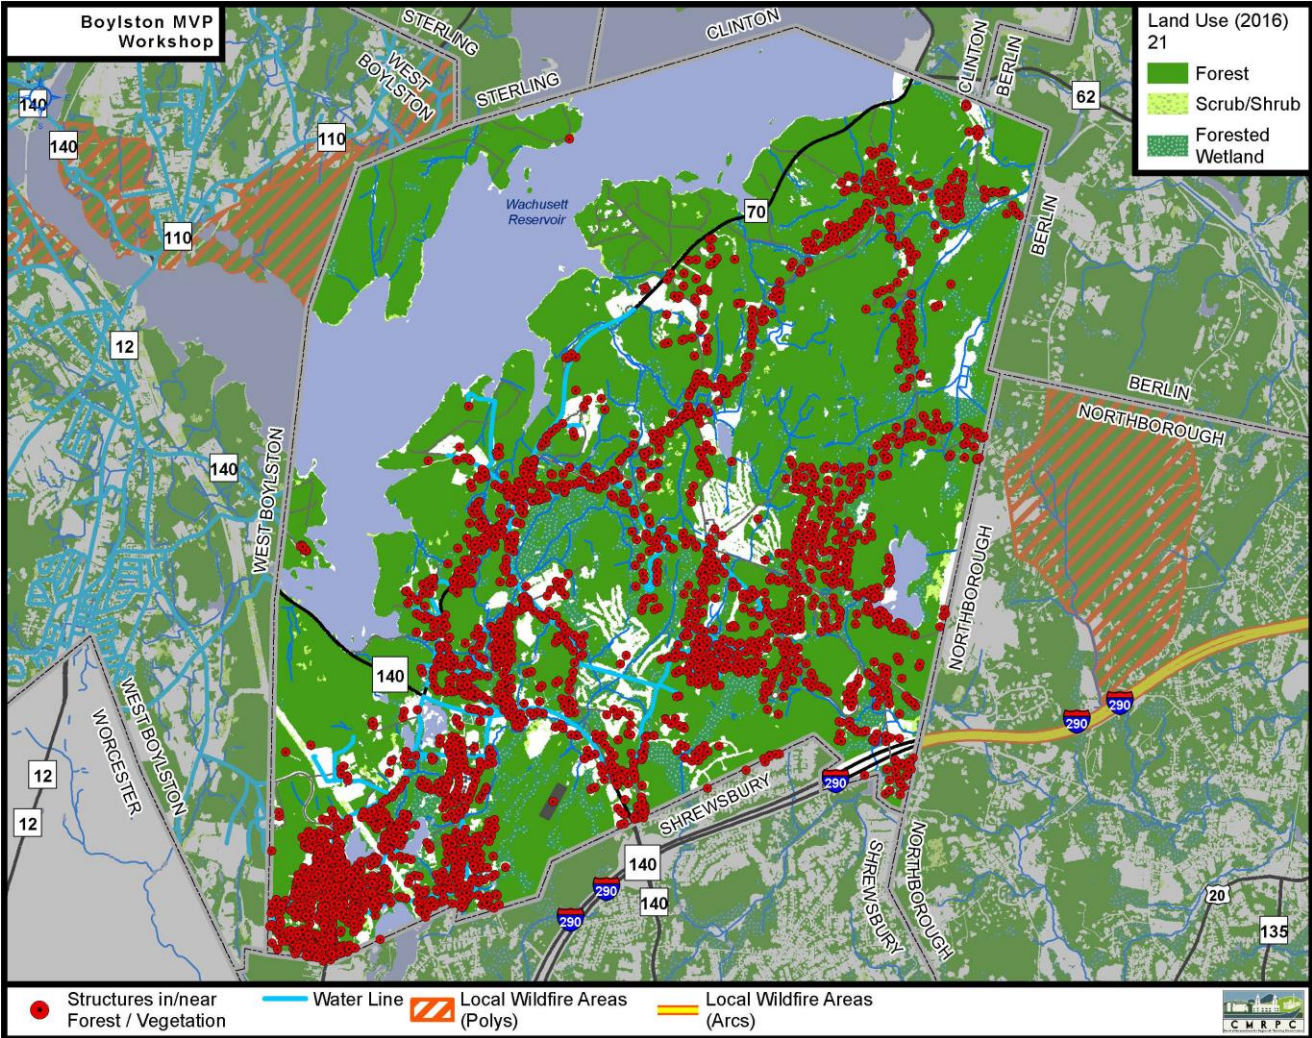 Boylston MVP
Workshop
Land Use (2016)
21
Forest
Scrub/Shrub
Forested
Wetland
STERLING
CLINTON
CLINTON
BERLIN
WEST
BOYLSTON
STERLING
62
140
110
140
110
70
Wachusett
Reservoir
BERLIN
12
BERLIN
NORTHBOROUGH
140
WEST BOYLSTON
NORTHBOROUGH
140
WEST BOYLSTON
WORCESTER
290
290
12
12
SHREWSBURY
290
140
290
290
140
SHREWSBURY
NORTHBOROUGH
20
135
Structures in/near
Forest / Vegetation
Water Line
Local Wildfire Areas
(Polys)
Local Wildfire Areas
(Arcs)
CMRPC